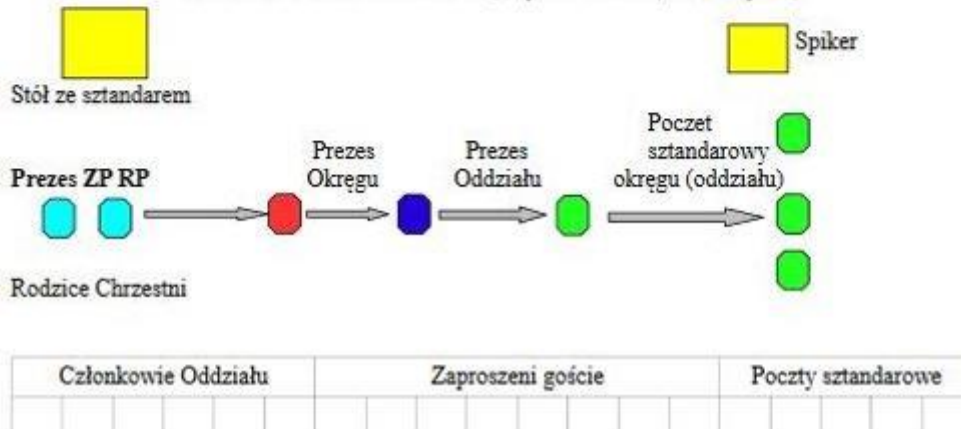 Spiker
Stół ze sztandarem
Poczet
sztandarowy
okręgu (oddziału)
Prezes
Okręgu
Prezes
Oddziału
Prezes ZP RP
Rodzice Chrzestni
Członkowie Oddziału
Zaproszeni goście
Poczty sztandarowe